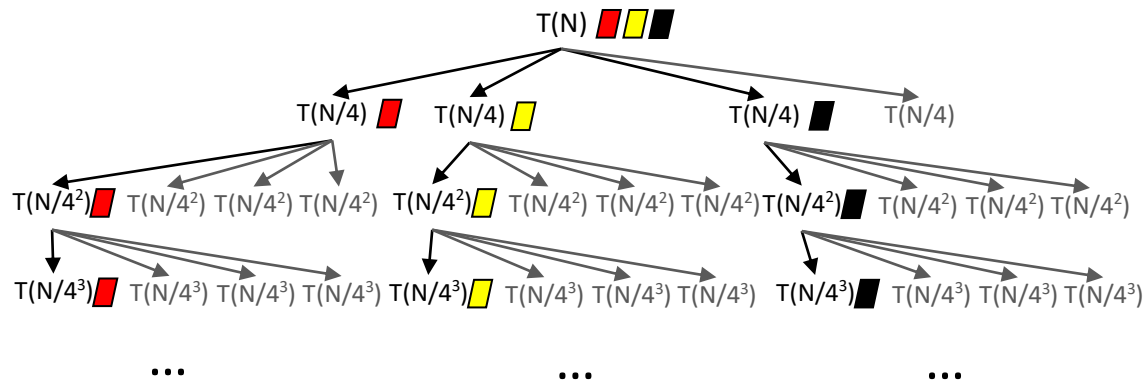 T(N)
T(N/4) T(N/4) T(N/4) T(N/4)
T(N/4²) T(N/4²) T(N/4²) T(N/4²) T(N/4²) T(N/4²) T(N/4²) T(N/4²) T(N/4²) T(N/4²) T(N/4²) T(N/4²)
T(N/4³) T(N/4³) T(N/4³) T(N/4³) T(N/4³) T(N/4³) T(N/4³) T(N/4³) T(N/4³) T(N/4³) T(N/4³) T(N/4³)
... ... ...